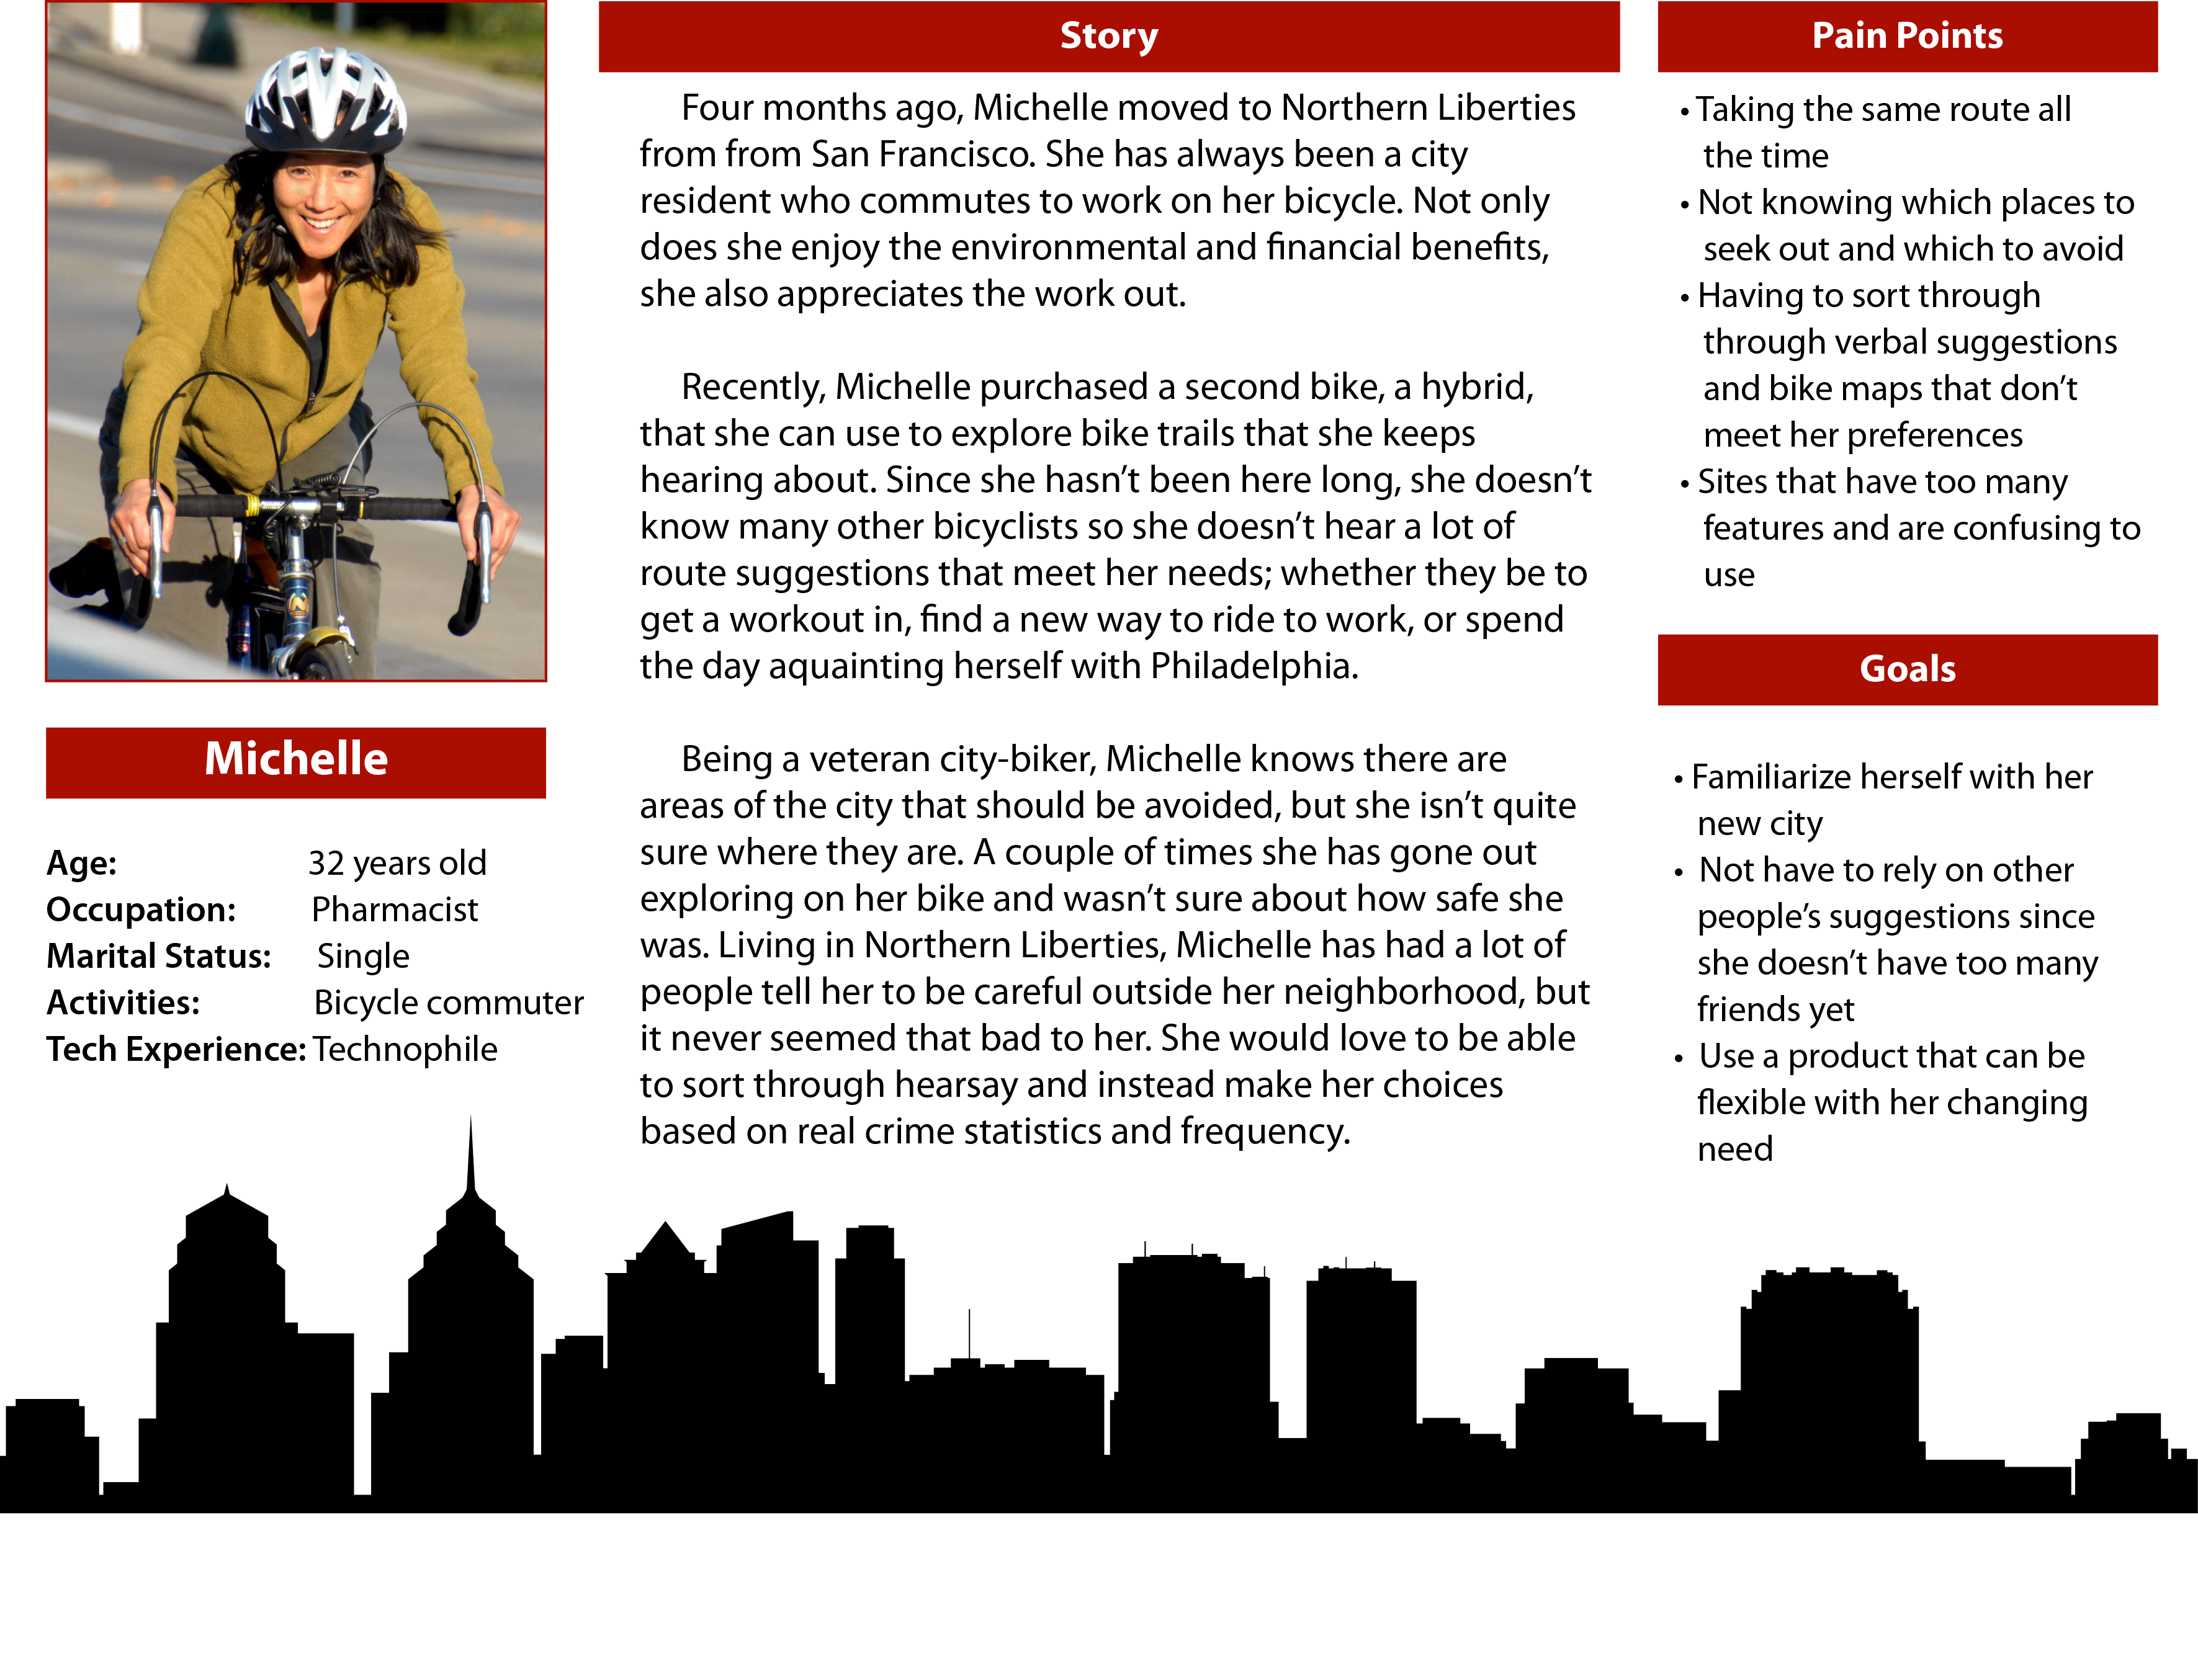 Story
Four months ago, Michelle moved to Northern Liberties
from from San Francisco. She has always been a city
resident who commutes to work on her bicycle. Not only
does she enjoy the environmental and financial benefits,
she also appreciates the work out.
Recently, Michelle purchased a second bike, a hybrid,
that she can use to explore bike trails that she keeps
hearing about. Since she hasn’t been here long, she doesn’t
know many other bicyclists so she doesn’t hear a lot of
route suggestions that meet her needs; whether they be to
get a workout in, find a new way to ride to work, or spend
the day aquainting herself with Philadelphia.
Being a veteran city-biker, Michelle knows there are
areas of the city that should be avoided, but she isn’t quite
sure where they are. A couple of times she has gone out
exploring on her bike and wasn’t sure about how safe she
was. Living in Northern Liberties, Michelle has had a lot of
people tell her to be careful outside her neighborhood, but
it never seemed that bad to her. She would love to be able
to sort through hearsay and instead make her choices
based on real crime statistics and frequency.
Pain Points
• Taking the same route all
the time
• Not knowing which places to
seek out and which to avoid
• Having to sort through
through verbal suggestions
and bike maps that don’t
meet her preferences
• Sites that have too many
features and are confusing to
use
Goals
• Familiarize herself with her
new city
• Not have to rely on other
people’s suggestions since
she doesn’t have too many
friends yet
• Use a product that can be
flexible with her changing
need
Michelle
Age: 32 years old
Occupation: Pharmacist
Marital Status: Single
Activities: Bicycle commuter
Tech Experience: Technophile